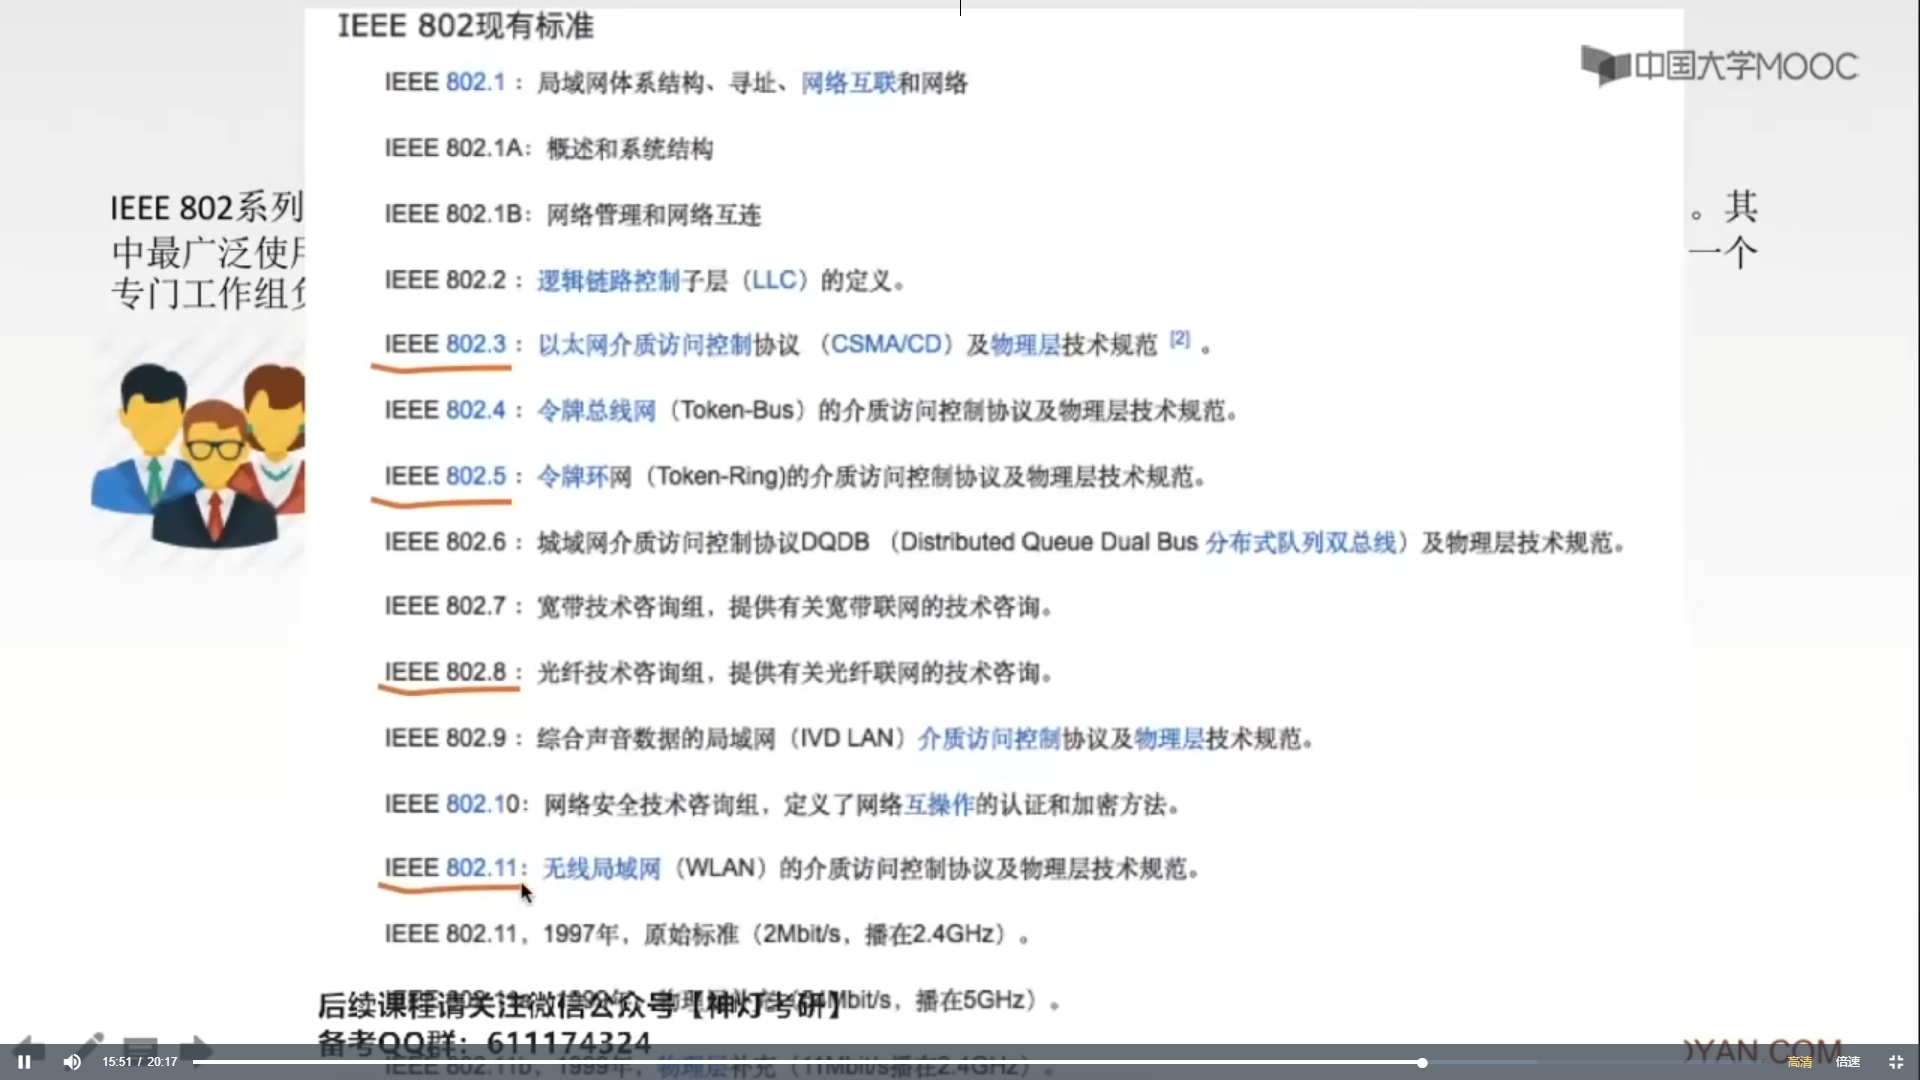 IEEE 802现有标准
中国大学MOOC
IEEE 802.1 : 局域网体系结构、寻址、网络互联和网络
IEEE 802.1A: 概述和系统结构
IEEE 802系列
。其
IEEE 802.1B: 网络管理和网络互连
中最广泛使用
一个
IEEE 802.2 : 逻辑链路控制子层（LLC）的定义。
专门工作组负
IEEE 802.3 : 以太网介质访问控制协议 （CSMA/CD）及物理层技术规范 [2] 。
IEEE 802.4 : 令牌总线网（Token-Bus）的介质访问控制协议及物理层技术规范。
IEEE 802.5 : 令牌环网（Token-Ring)的介质访问控制协议及物理层技术规范。
IEEE 802.6 : 城域网介质访问控制协议DQDB （Distributed Queue Dual Bus 分布式队列双总线）及物理层技术规范。
IEEE 802.7 : 宽带技术咨询组，提供有关宽带联网的技术咨询。
IEEE 802.8 : 光纤技术咨询组，提供有关光纤联网的技术咨询。
IEEE 802.9 : 综合声音数据的局域网（IVD LAN）介质访问控制协议及物理层技术规范。
IEEE 802.10: 网络安全技术咨询组，定义了网络互操作的认证和加密方法。
IEEE 802.11: 无线局域网（WLAN）的介质访问控制协议及物理层技术规范。
IEEE 802.11，1997年，原始标准（2Mbit/s，播在2.4GHz）。
后续课程请关注微信公众号【神灯考研】
Mbit/s，播在5GHz）。
备考QQ群：611174324
IEEE 802.11b，1999年，物理层补充（11Mbit/s播在2.4GHz）。
OYAN.COM
15:51 / 20:17
高清
倍速